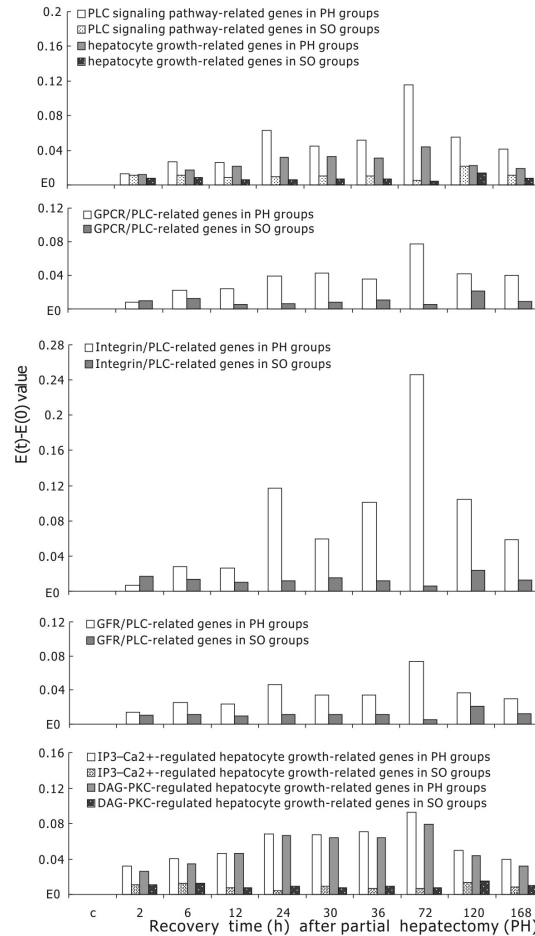 0.2
PLC signaling pathway-related genes in PH groups
PLC signaling pathway-related genes in SO groups
hepatocyte growth-related genes in PH groups
hepatocyte growth-related genes in SO groups
0.16
0.12
0.08
0.04
E0
0.12
GPCR/PLC-related genes in PH groups
GPCR/PLC-related genes in SO groups
0.08
0.04
E0
E(t)-E(0) value
0.28
Integrin/PLC-related genes in PH groups
Integrin/PLC-related genes in SO groups
0.24
0.2
0.16
0.12
0.08
0.04
E0
0.12
GFR/PLC-related genes in PH groups
GFR/PLC-related genes in SO groups
0.08
0.04
E0
0.16
IP3–Ca2+-regulated hepatocyte growth-related genes in PH groups
IP3–Ca2+-regulated hepatocyte growth-related genes in SO groups
DAG-PKC-regulated hepatocyte growth-related genes in PH groups
DAG-PKC-regulated hepatocyte growth-related genes in SO groups
0.12
0.08
0.04
E0
c 2 6 12 24 30 36 72 120 168
Recovery time (h) after partial hepatectomy (PH)